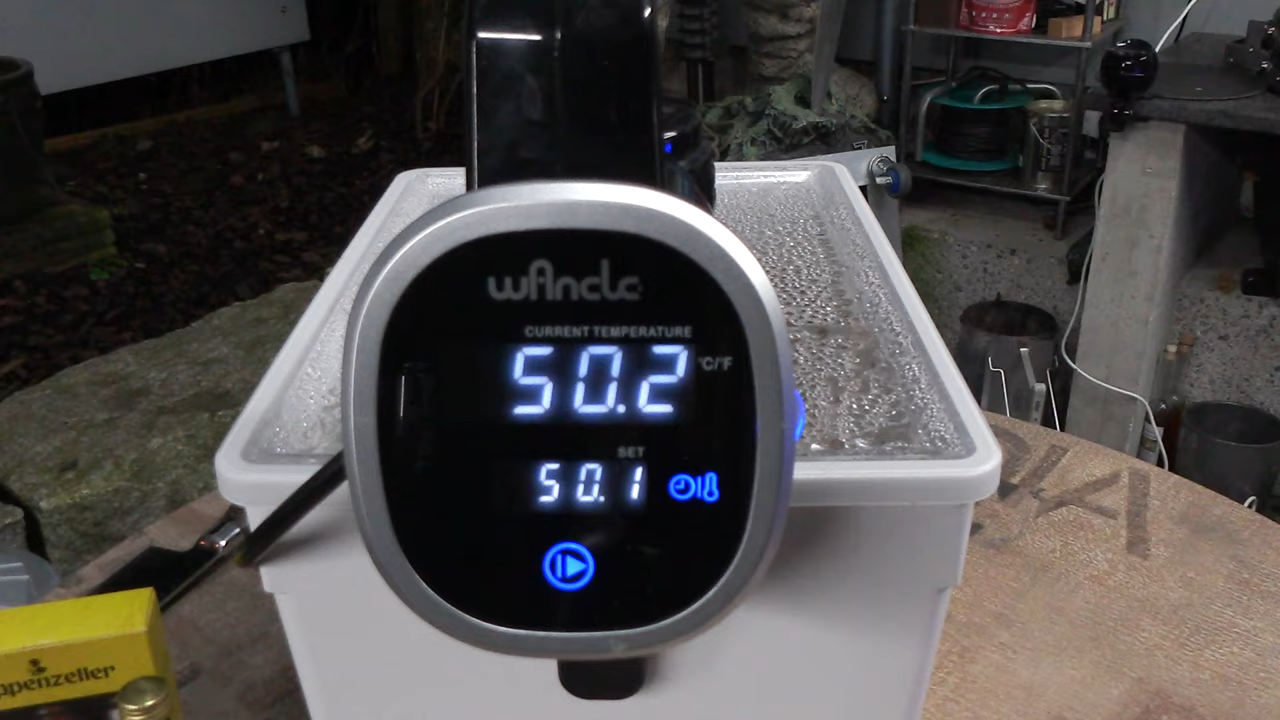 wAncle
CURRENT TEMPERATURE
50.2
°C/F
SET
50.1
ppenzeller